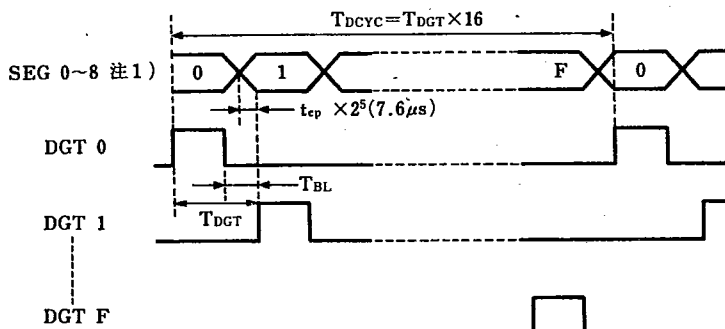 T_DCYC=T_DGT×16
SEG 0~8 注1)
0
1
F
0
t_cp ×2^5(7.6μs)
DGT 0
T_BL
T_DGT
DGT 1
DGT F